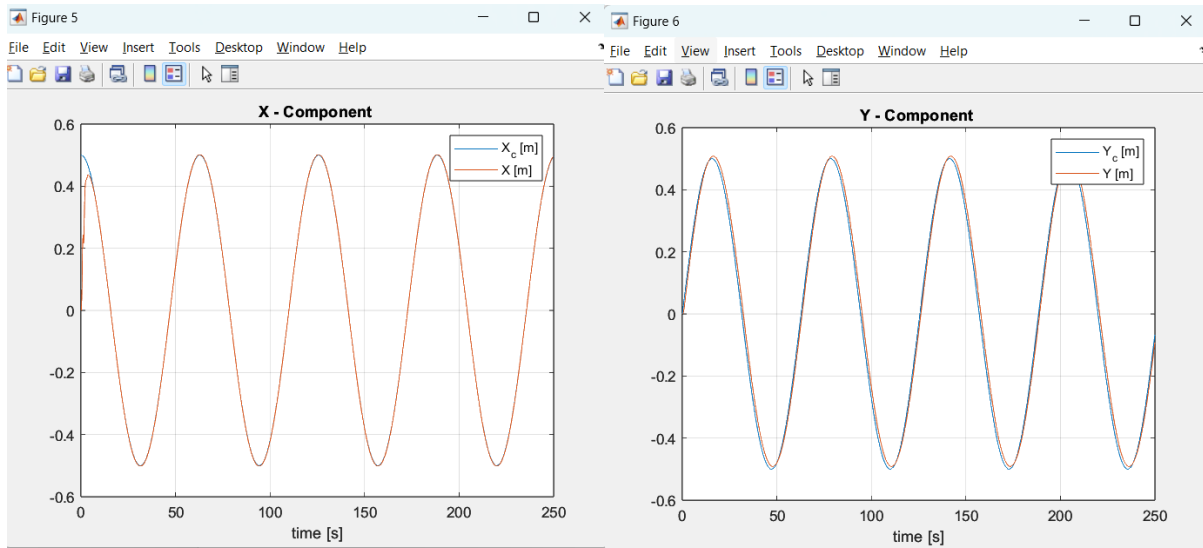 Figure 5
File Edit View Insert Tools Desktop Window Help
X - Component
X_c [m]
X [m]
0.6
0.4
0.2
0
-0.2
-0.4
-0.6
0 50 100 150 200 250
time [s]
Figure 6
File Edit View Insert Tools Desktop Window Help
Y - Component
Y_c [m]
Y [m]
0.6
0.4
0.2
0
-0.2
-0.4
-0.6
0 50 100 150 200 250
time [s]